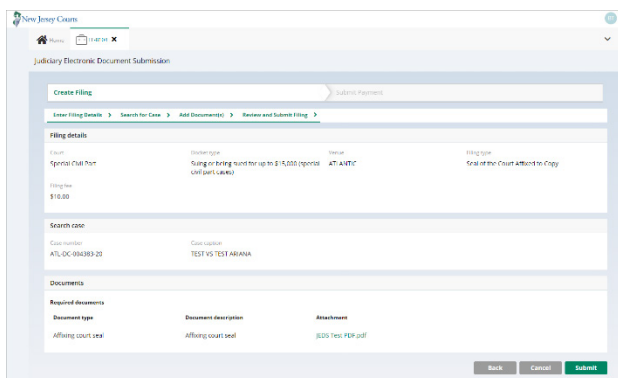 New Jersey Courts
Home
Judiciary Electronic Document Submission
Create Filing
Submit Payment
Enter Filing Details > Search for Case > Add Document(s) > Review and Submit Filing >
Filing details
Court Docket type Venue Filing type
Special Civil Part Suing or being sued for up to $15,000 (special ATLANTIC Seal of the Court Affixed to Copy
civil part cases)
Filing fee
$10.00
Search case
Case number Case caption
ATL-DC-004383-20 TEST VS TEST ARIANA
Documents
Required documents
Document type Document description Attachment
Affixing court seal Affixing court seal JEDS Test PDF.pdf
Back Cancel Submit